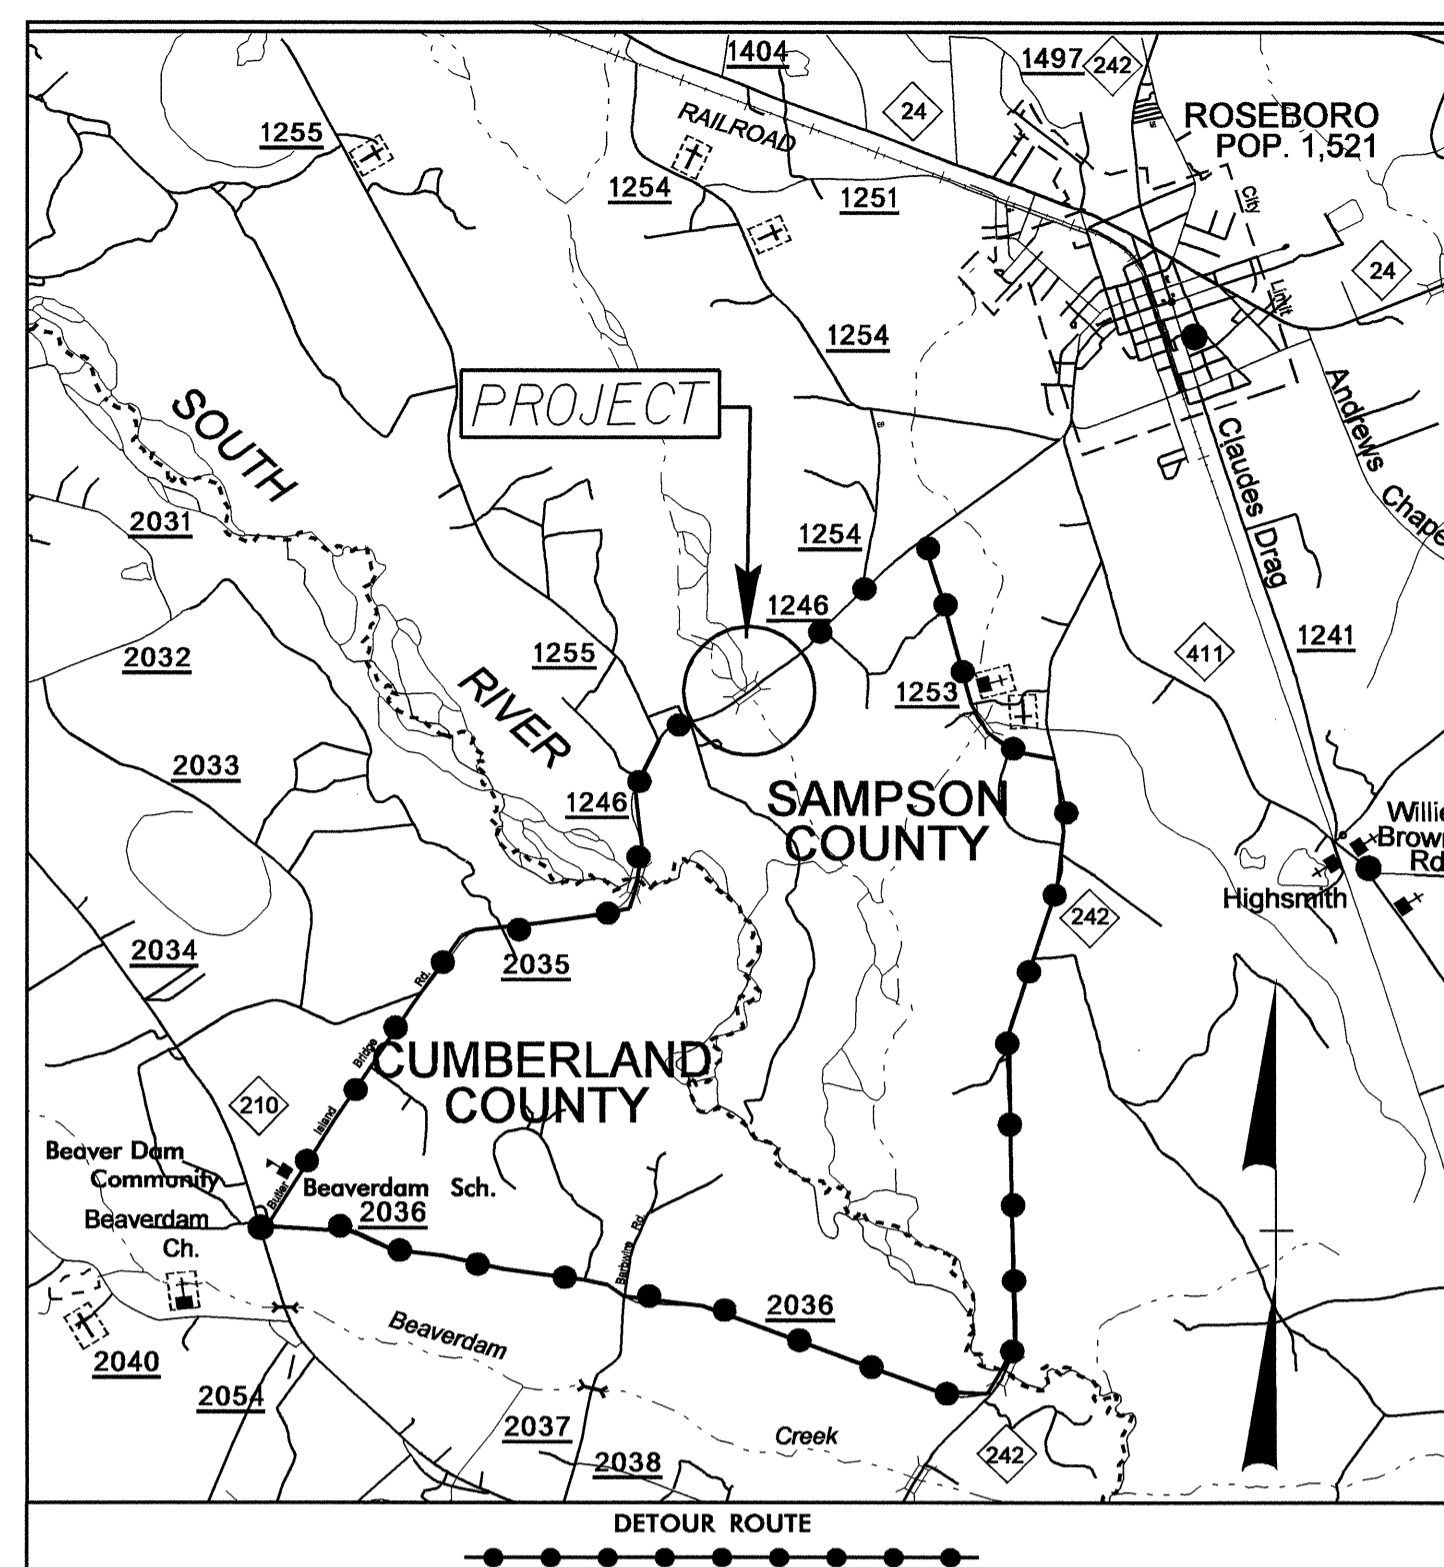 1404
1497
242
24
RAILROAD
ROSEBORO
POP. 1,521
1255
1254
1251
City
Limit
24
1254
PROJECT
Andrews Chape
SOUTH
Claudes Drag
2031
1254
1246
1241
411
2032
1255
RIVER
1253
2033
1246
SAMPSON
COUNTY
Willie
Brown
Rd
Highsmith
242
2034
2035
Rd.
Bridge
Island
Butler
CUMBERLAND
COUNTY
210
Beaver Dam
Community
Beaverdam Sch.
2036
Beaverdam
Ch.
Barbwire Rd.
2036
Beaverdam
Creek
2040
2054
2037
2038
242
DETOUR ROUTE